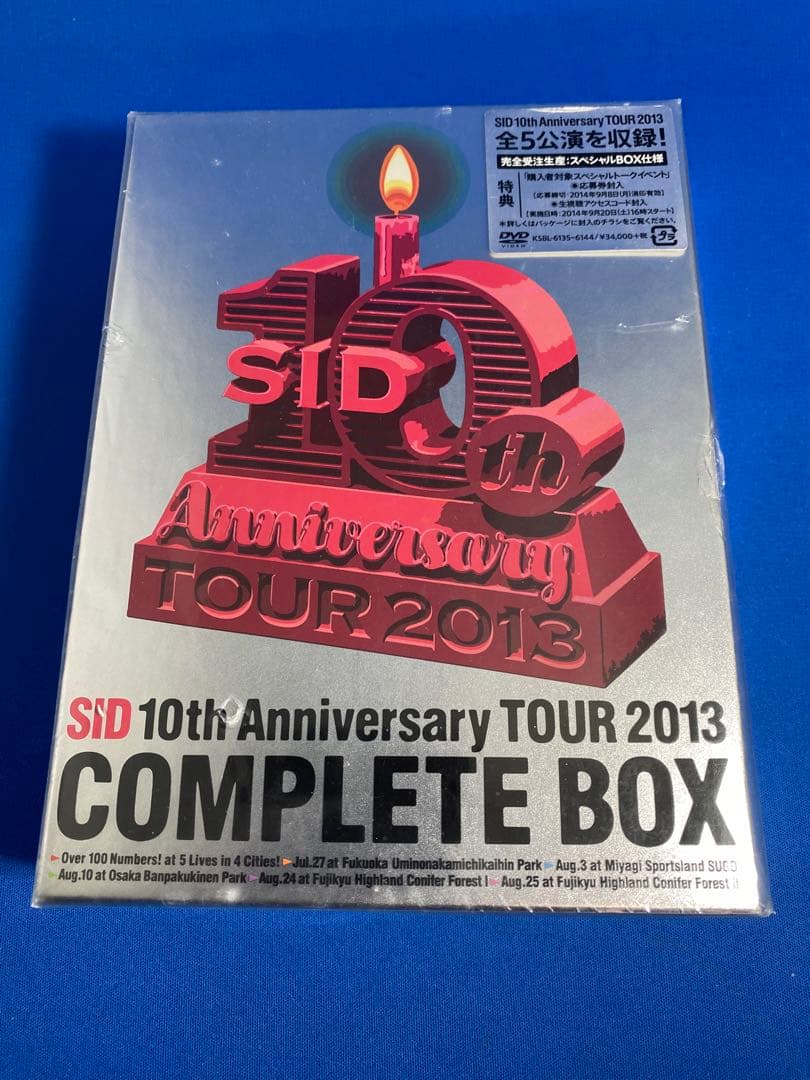 SID 10th Anniversary TOUR 2013
全5公演を収録!
完全受注生産:スペシャルBOX仕様
特典
「購入者対象スペシャルトークイベント」
※応募券封入
[応募締切:2014年9月8日(月)消印有効]
※生視聴アクセスコード封入
[実施日時:2014年9月20日(土)16時スタート]
※詳しくはパッケージに封入のチラシをご覧ください。
DVD VIDEO KSBL-6135~6144/¥34,000+税
10th
SID
Anniversary
TOUR 2013
SID 10th Anniversary TOUR 2013
COMPLETE BOX
Over 100 Numbers! at 5 Lives in 4 Cities! Jul.27 at Fukuoka Uminonakamichikaihin Park Aug.3 at Miyagi Sportsland SUGO
Aug.10 at Osaka Banpakukinen Park Aug.24 at Fujikyu Highland Conifer Forest I Aug.25 at Fujikyu Highland Conifer Forest II